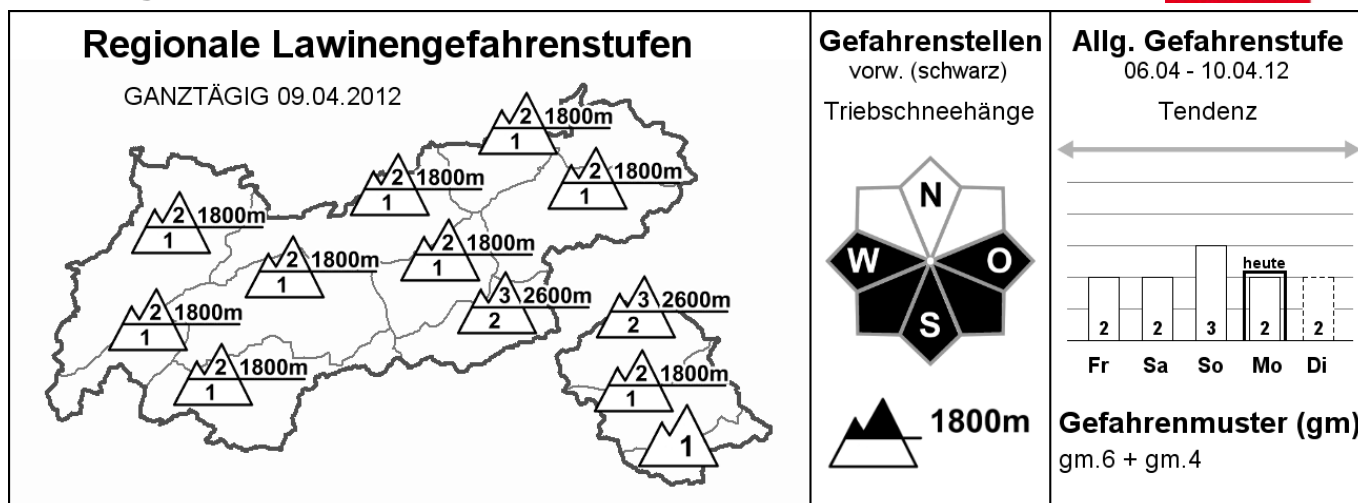 Regionale Lawinengefahrenstufen
GANZTÄGIG 09.04.2012
2 1800m
1
2 1800m
1
2 1800m
1
2 1800m
1
2 1800m
1
2 1800m
1
2 1800m
1
3 2600m
2
3 2600m
2
2 1800m
1
2 1800m
1
2 1800m
1
1
Gefahrenstellen
vorw. (schwarz)
Triebschneehänge
N
W
O
S
1800m
Allg. Gefahrenstufe
06.04 - 10.04.12
Tendenz
heute
2 2 3 2 2
Fr Sa So Mo Di
Gefahrenmuster (gm)
gm.6 + gm.4